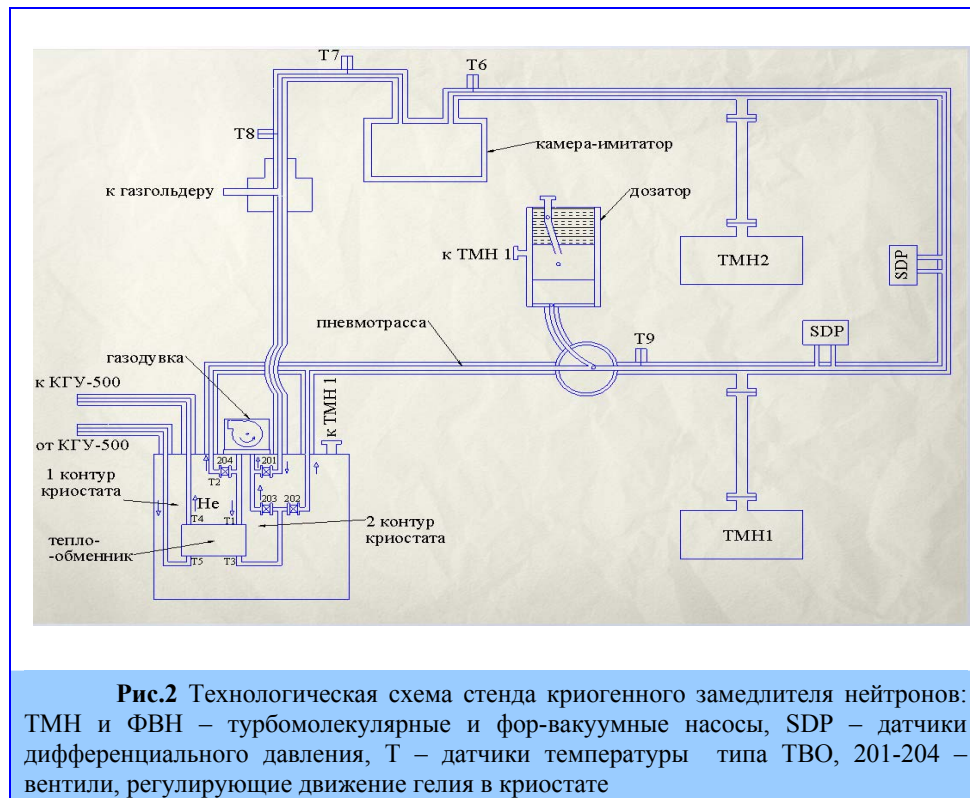 T7
T6
T8
камера-имитатор
к газгольдеру
дозатор
к ТМН 1
ТМН2
SDP
пневмотрасса
T9
SDP
газодувка
к КГУ-500
к ТМН1
от КГУ-500
204
201
T2
1 контур
криостата
He
203
202
T4
T1
2 контур
криостата
тепло-
-обменник
T5
T3
ТМН1
Рис.2 Технологическая схема стенда криогенного замедлителя нейтронов:
ТМН и ФВН – турбомолекулярные и фор-вакуумные насосы, SDP – датчики
дифференциального давления, Т – датчики температуры типа ТВО, 201-204 –
вентили, регулирующие движение гелия в криостате